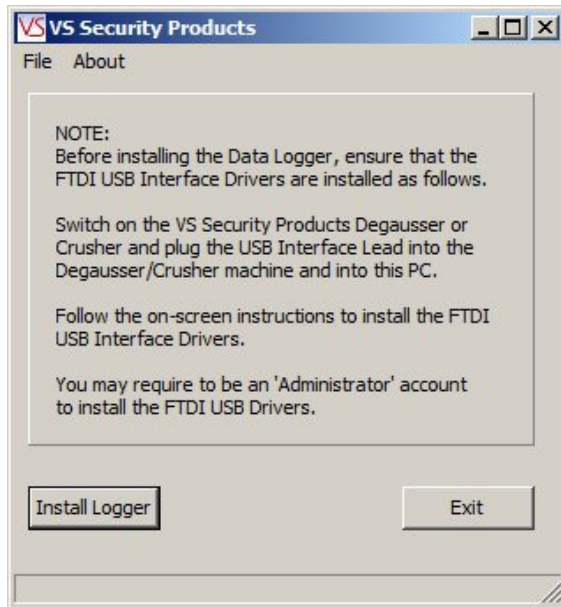 VS VS Security Products
File About
NOTE:
Before installing the Data Logger, ensure that the
FTDI USB Interface Drivers are installed as follows.
Switch on the VS Security Products Degausser or
Crusher and plug the USB Interface Lead into the
Degausser/Crusher machine and into this PC.
Follow the on-screen instructions to install the FTDI
USB Interface Drivers.
You may require to be an 'Administrator' account
to install the FTDI USB Drivers.
Install Logger Exit